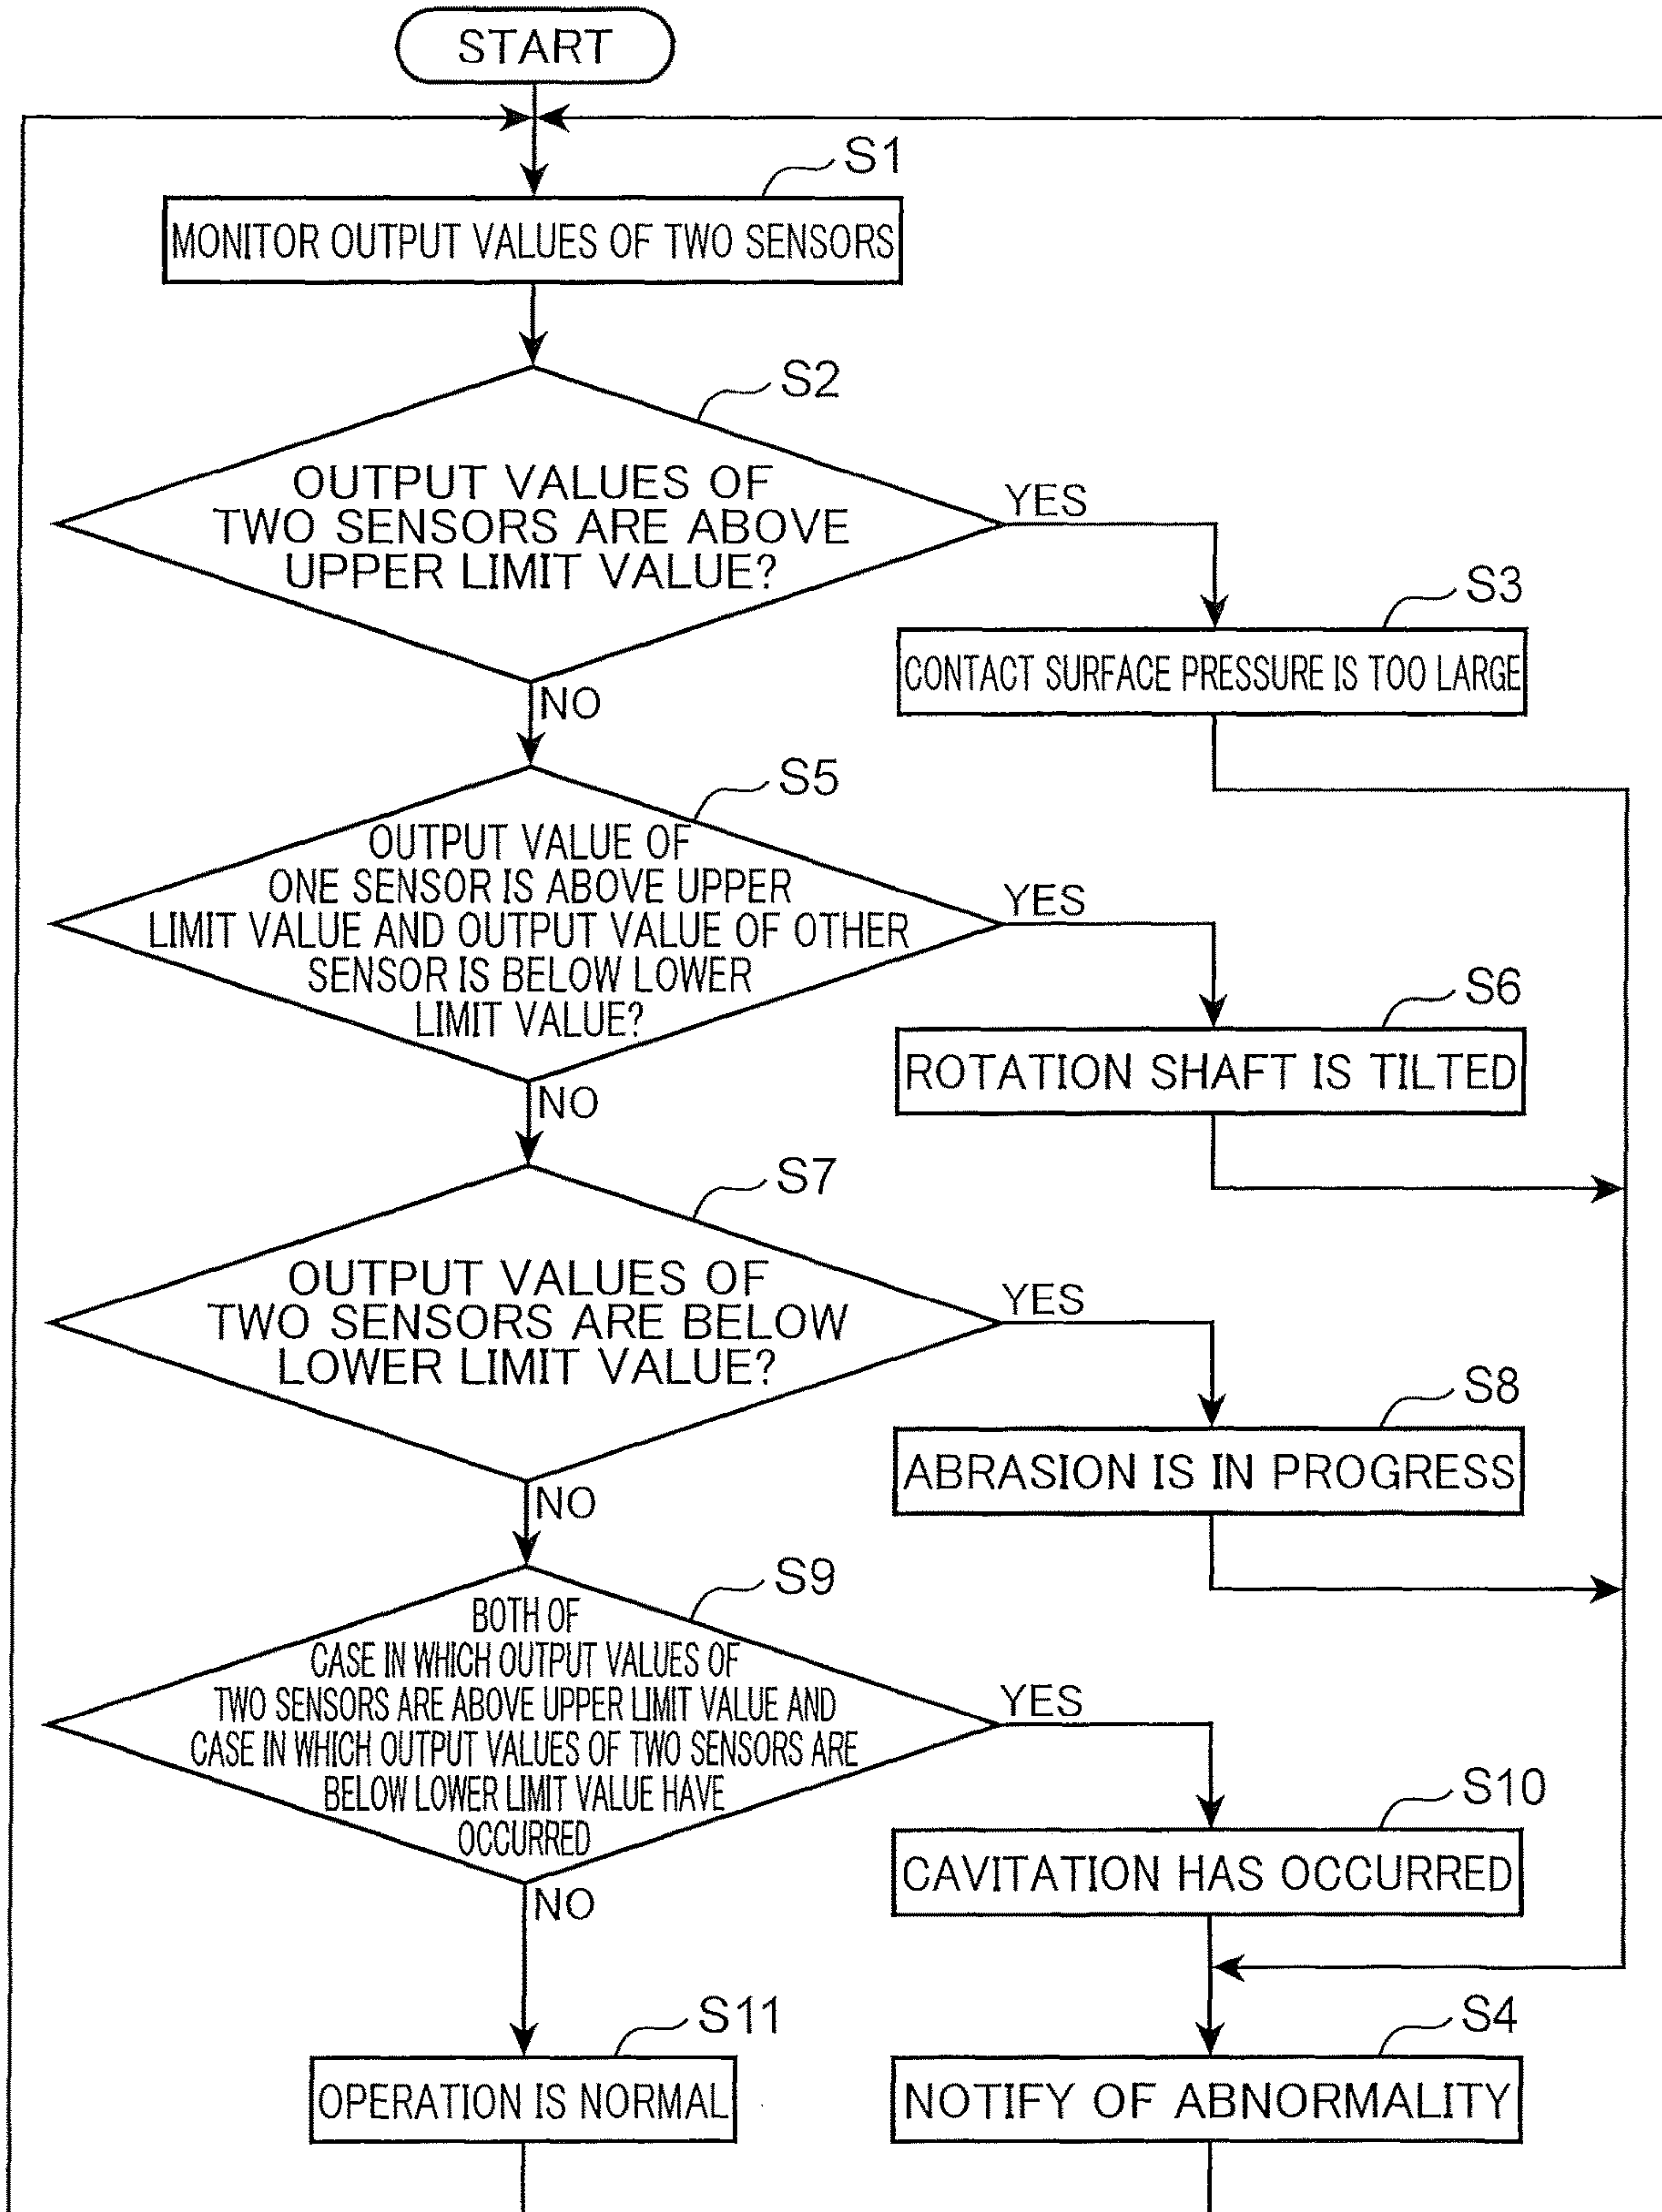 START
S1
MONITOR OUTPUT VALUES OF TWO SENSORS
S2
OUTPUT VALUES OF
TWO SENSORS ARE ABOVE
UPPER LIMIT VALUE?
YES
S3
CONTACT SURFACE PRESSURE IS TOO LARGE
NO
S5
OUTPUT VALUE OF
ONE SENSOR IS ABOVE UPPER
LIMIT VALUE AND OUTPUT VALUE OF OTHER
SENSOR IS BELOW LOWER
LIMIT VALUE?
YES
S6
ROTATION SHAFT IS TILTED
NO
S7
OUTPUT VALUES OF
TWO SENSORS ARE BELOW
LOWER LIMIT VALUE?
YES
S8
ABRASION IS IN PROGRESS
NO
S9
BOTH OF
CASE IN WHICH OUTPUT VALUES OF
TWO SENSORS ARE ABOVE UPPER LIMIT VALUE AND
CASE IN WHICH OUTPUT VALUES OF TWO SENSORS ARE
BELOW LOWER LIMIT VALUE HAVE
OCCURRED
YES
S10
CAVITATION HAS OCCURRED
NO
S11
OPERATION IS NORMAL
S4
NOTIFY OF ABNORMALITY